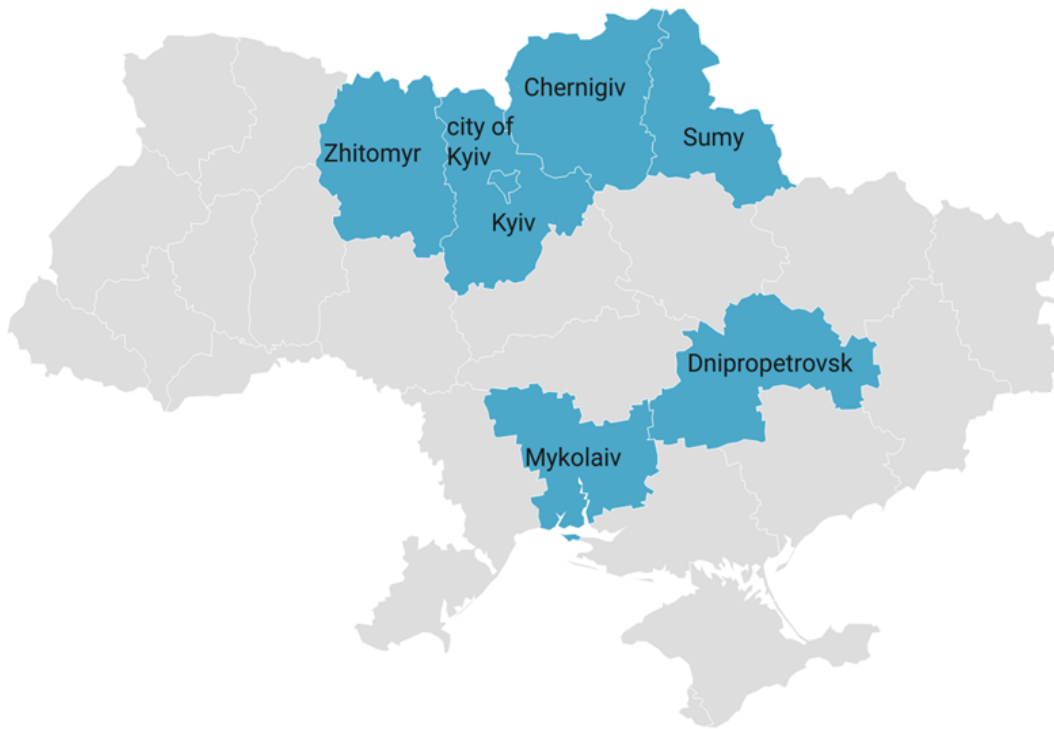 Chernigiv
city of
Kyiv
Sumy
Zhitomyr
Kyiv
Dnipropetrovsk
Mykolaiv